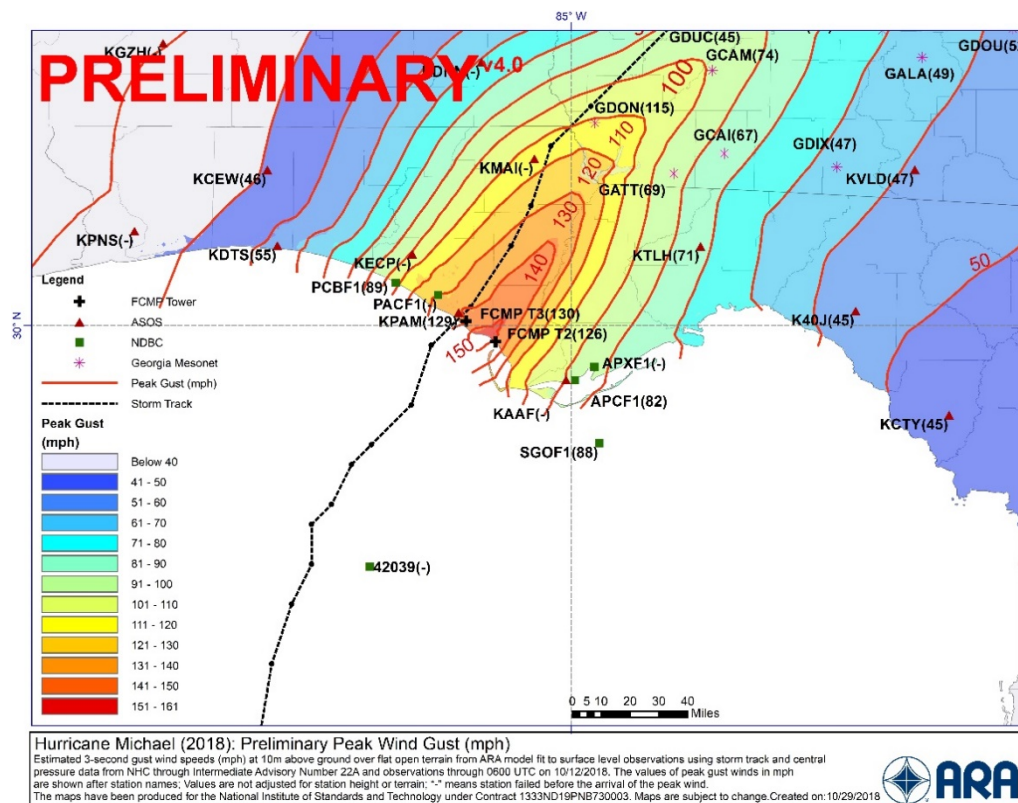 85° W
KGZH(-)
GDUC(45)
GDOU(5
PRELIMINARY v4.0
GCAM(74)
GALA(49)
100
GDON(115)
110
GCAI(67)
GDIX(47)
KMAI(-)
120
KCEW(46)
GATT(69)
KVLD(47)
130
KPNS(-)
KDTS(55)
KECP(-)
KTLH(71)
140
50
Legend
PCBF1(89)
FCMP Tower
PACF1(-)
ASOS
KPAM(129)
FCMP T3(130)
K40J(45)
30° N
NDBC
FCMP T2(126)
150
Georgia Mesonet
APXF1(-)
Peak Gust (mph)
Storm Track
KAAF(-)
APCF1(82)
KCTY(45)
Peak Gust
(mph)
SGOF1(88)
Below 40
41 - 50
51 - 60
61 - 70
71 - 80
81 - 90
42039(-)
91 - 100
101 - 110
111 - 120
121 - 130
131 - 140
141 - 150
151 - 161
0 5 10 20 30 40
Miles
Hurricane Michael (2018): Preliminary Peak Wind Gust (mph)
Estimated 3-second gust wind speeds (mph) at 10m above ground over flat open terrain from ARA model fit to surface level observations using storm track and central
pressure data from NHC through Intermediate Advisory Number 22A and observations through 0600 UTC on 10/12/2018. The values of peak gust winds in mph
are shown after station names; Values are not adjusted for station height or terrain; "-" means station failed before the arrival of the peak wind.
The maps have been produced for the National Institute of Standards and Technology under Contract 1333ND19PNB730003. Maps are subject to change.Created on:10/29/2018
ARA